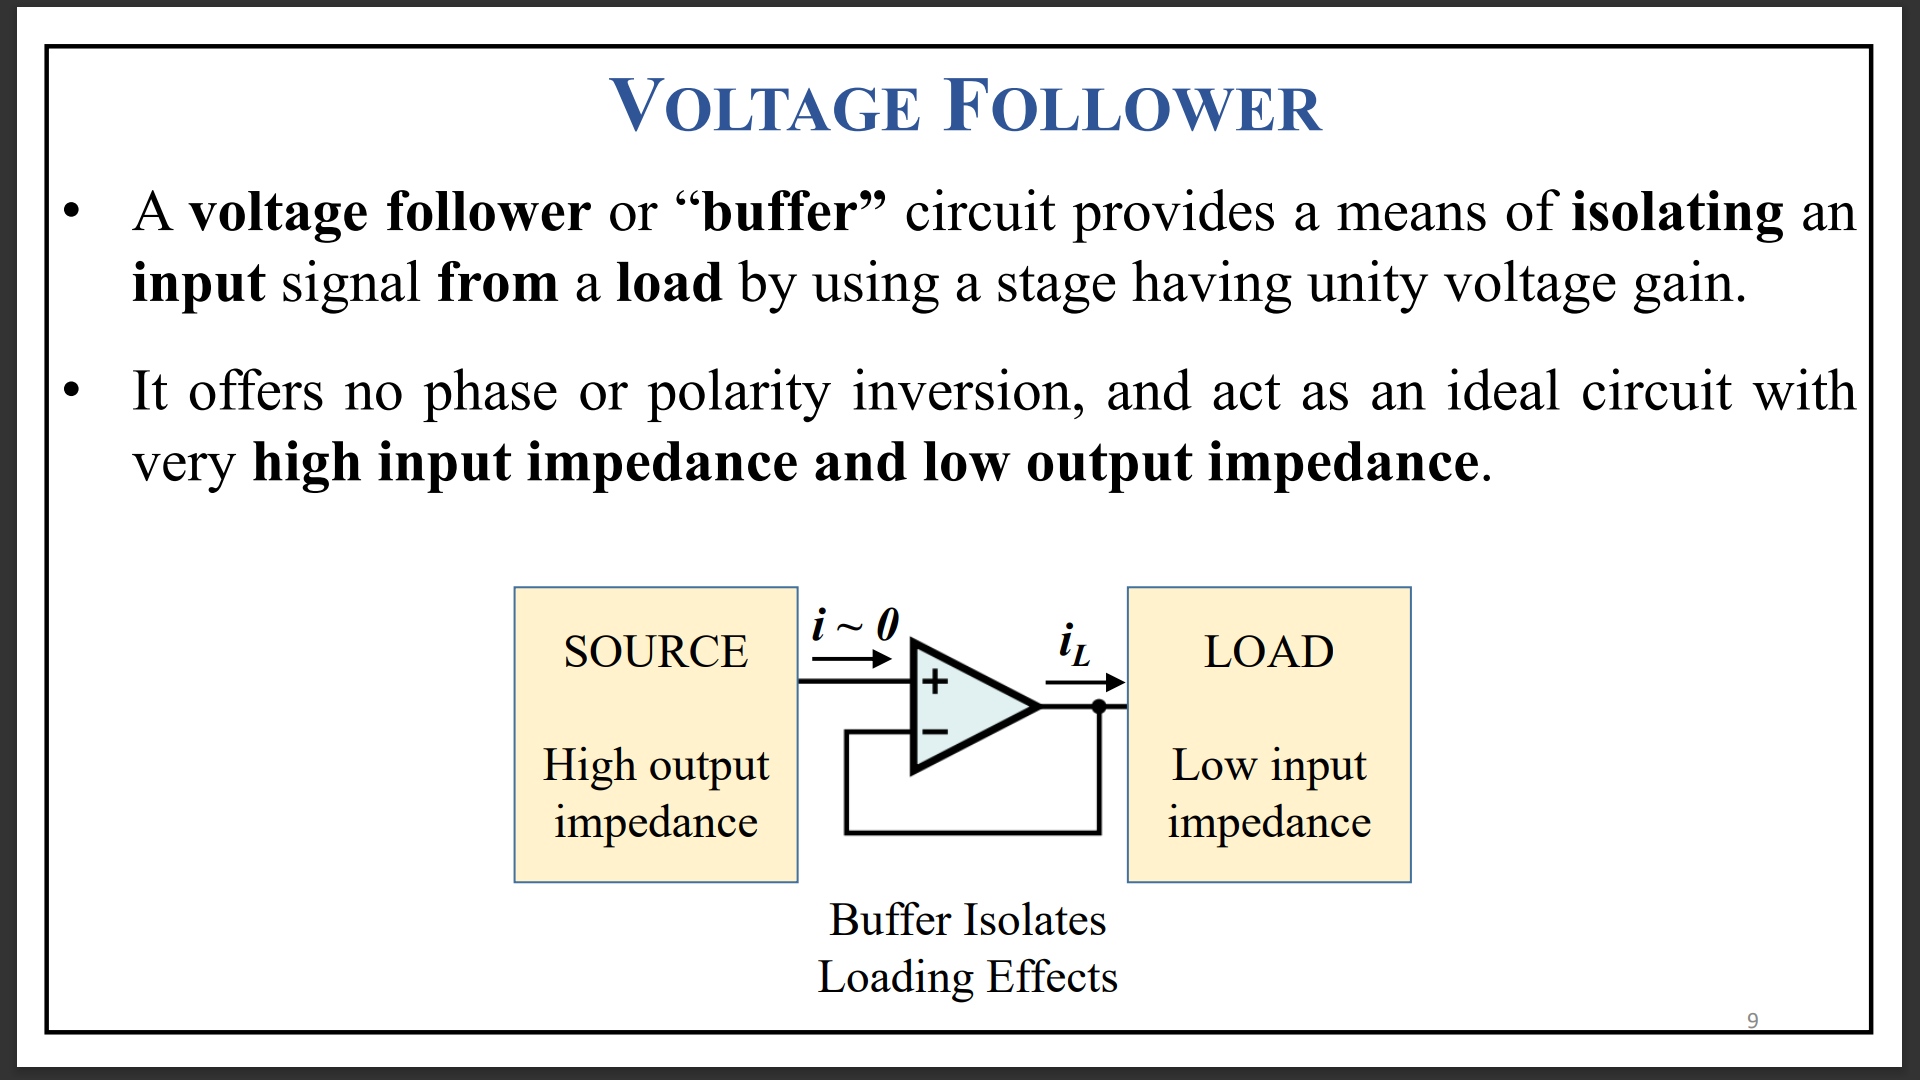 VOLTAGE FOLLOWER
• A voltage follower or “buffer” circuit provides a means of isolating an
input signal from a load by using a stage having unity voltage gain.
• It offers no phase or polarity inversion, and act as an ideal circuit with
very high input impedance and low output impedance.
SOURCE
High output
impedance
i ~ 0
+
−
iL
LOAD
Low input
impedance
Buffer Isolates
Loading Effects
9